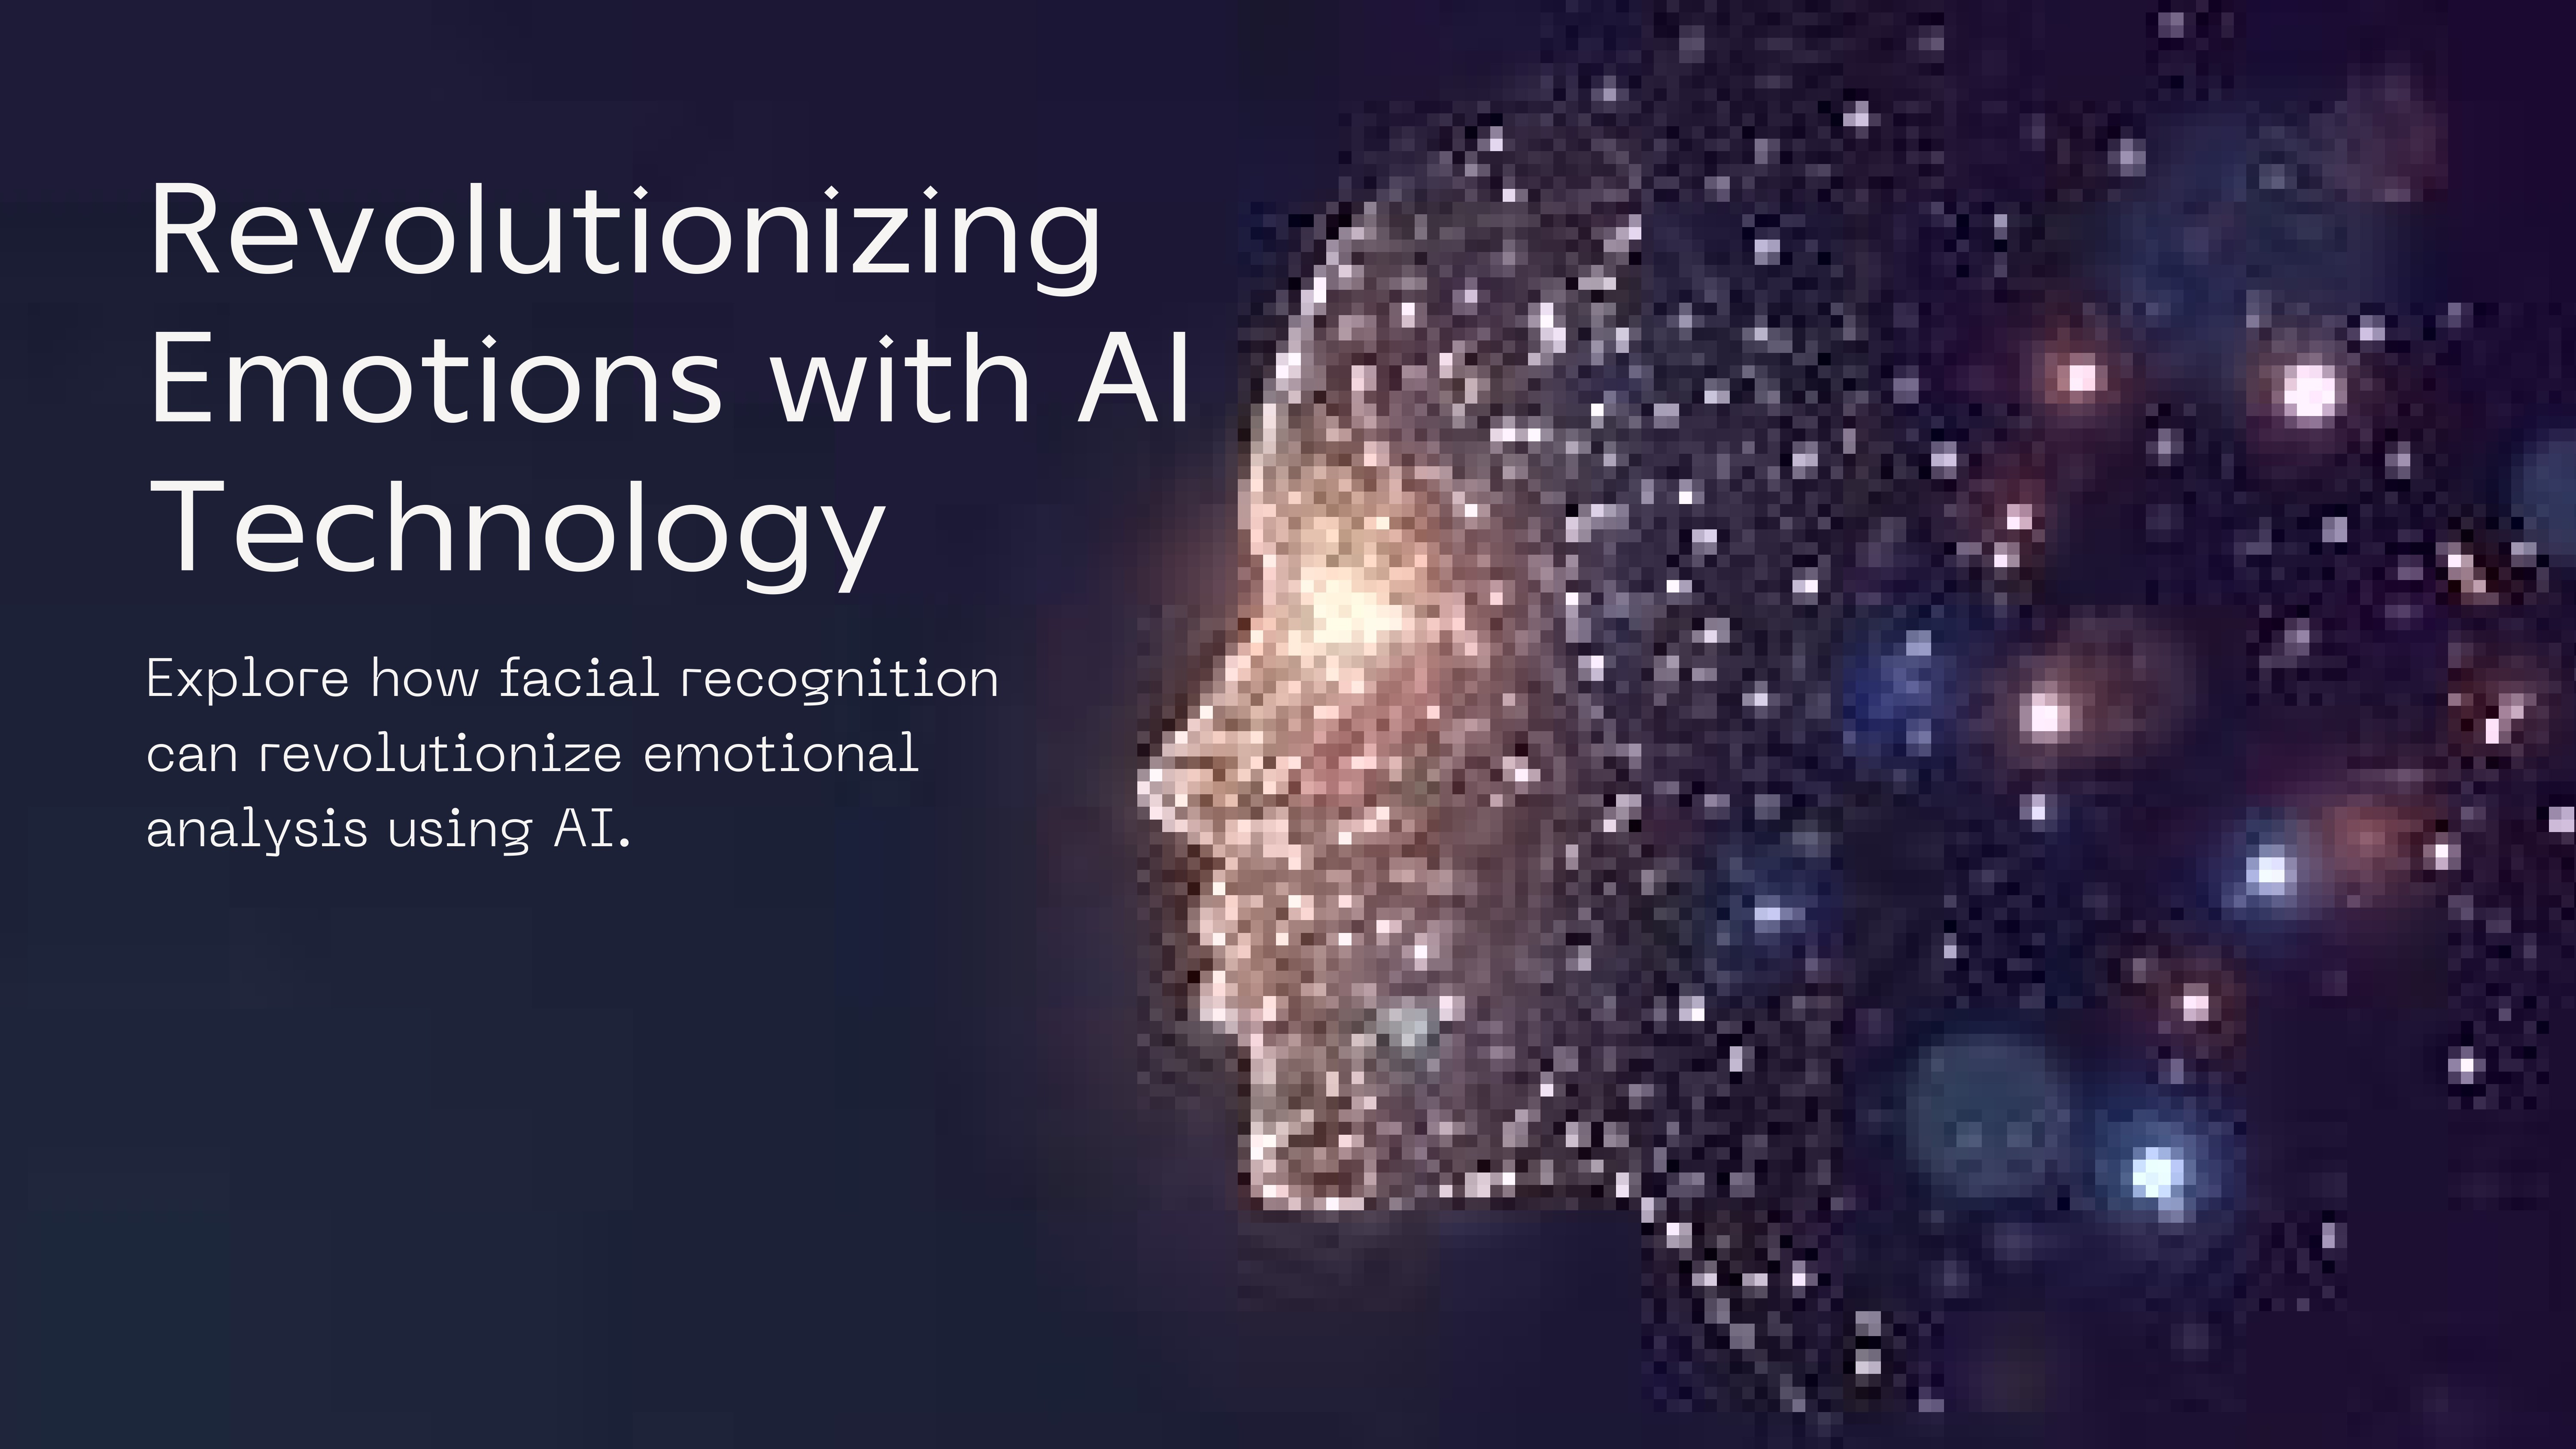 Revolutionizing
Emotions with AI
Technology
Explore how facial recognition
can revolutionize emotional
analysis using AI.